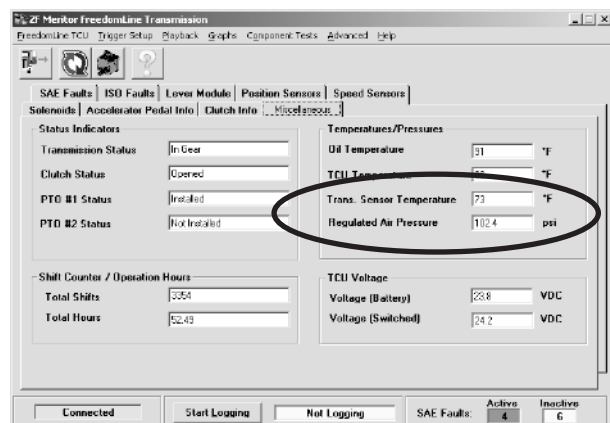 ZF Meritor FreedomLine Transmission
FreedomLine TCU Trigger Setup Playback Graphs Component Tests Advanced Help
SAE Faults ISO Faults Lever Module Position Sensors Speed Sensors
Solenoids Accelerator Pedal Info Clutch Info Miscellaneous
Status Indicators
Transmission Status In Gear
Clutch Status Opened
PTO #1 Status Installed
PTO #2 Status Not Installed
Temperatures/Pressures
Oil Temperature 91 °F
TCU Temperature °F
Trans. Sensor Temperature 73 °F
Regulated Air Pressure 102.4 psi
Shift Counter / Operation Hours
Total Shifts 3354
Total Hours 52.49
TCU Voltage
Voltage (Battery) 23.8 VDC
Voltage (Switched) 24.2 VDC
Connected Start Logging Not Logging SAE Faults: Active 4 Inactive 6